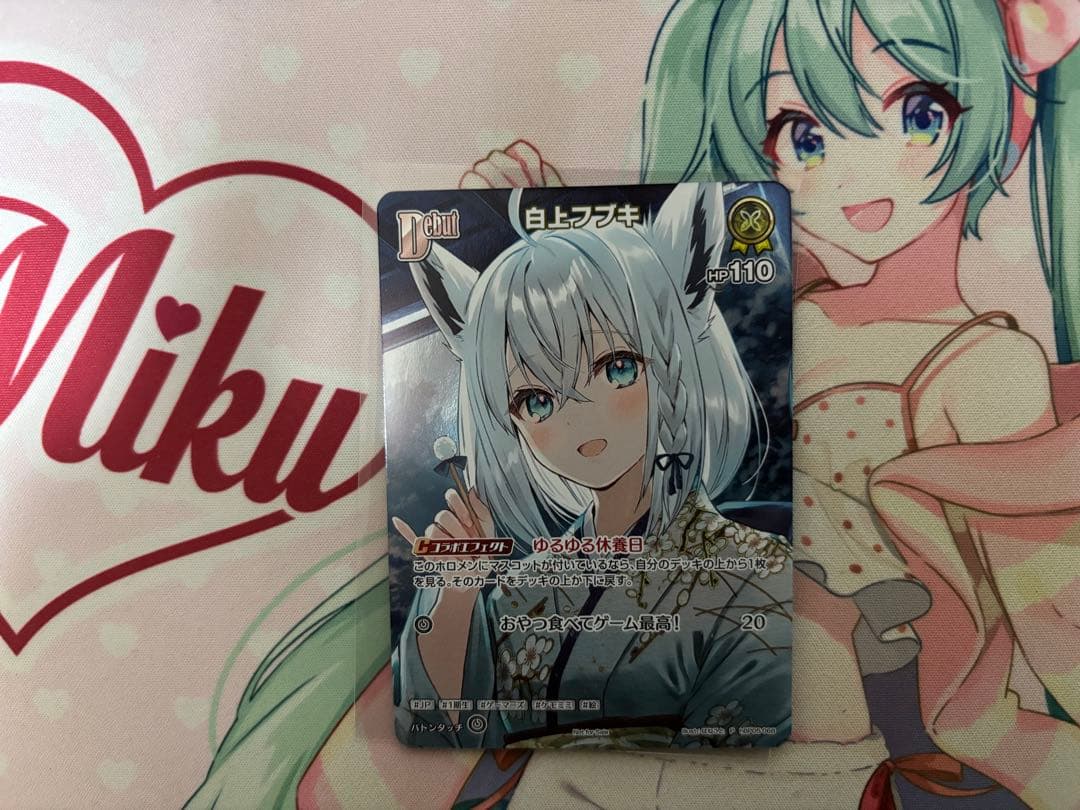 Miku
Debut
白上フブキ
HP110
コラボエフェクト ゆるゆる休養日
このホロメンにマスコットが付いているなら、自分のデッキの上から1枚
を見る。そのカードをデッキの上か下に戻す。
おやつ食べてゲーム最高! 20
#JP #1期生 #ゲーマーズ #ケモミミ #絵
バトンタッチ
Not for Sale